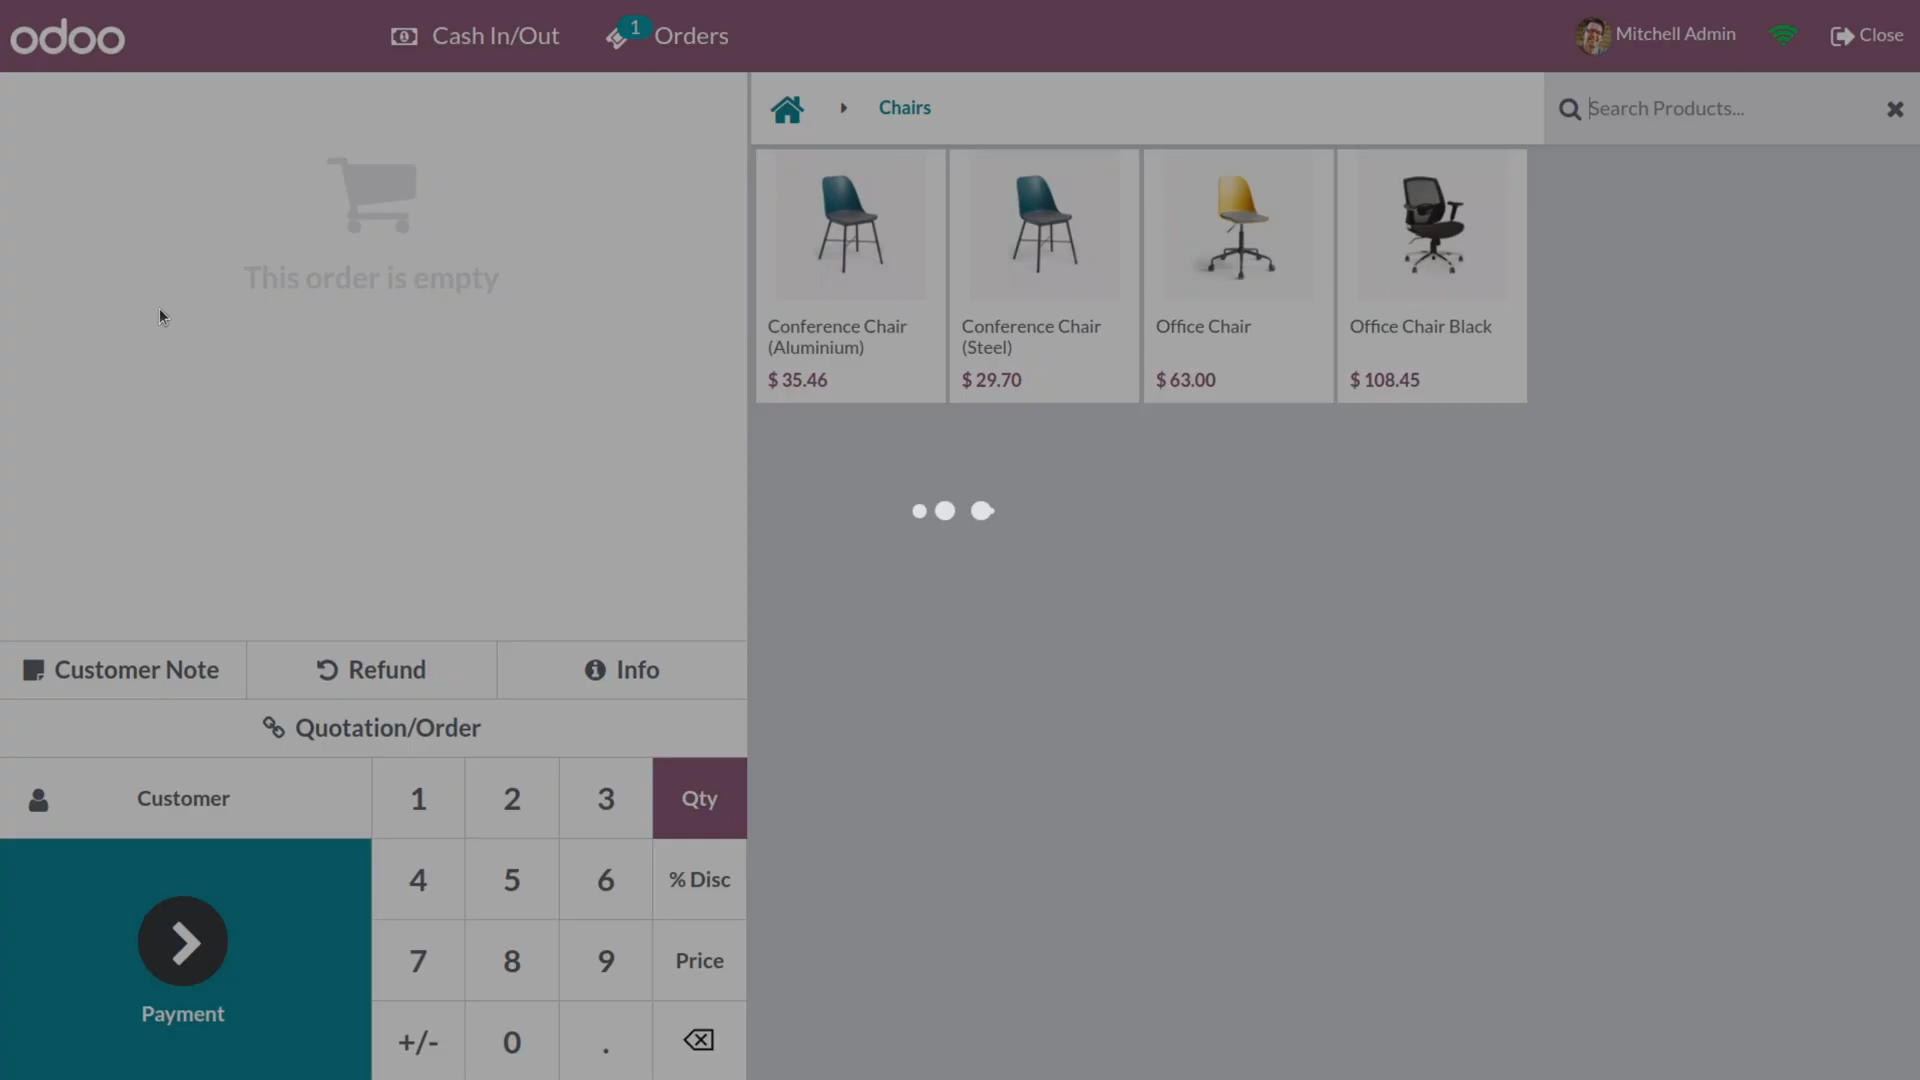 odoo
Cash In/Out
1
Orders
Mitchell Admin
Close
This order is empty
Chairs
Search Products...
Conference Chair
(Aluminium)
$ 35.46
Conference Chair
(Steel)
$ 29.70
Office Chair
$ 63.00
Office Chair Black
$ 108.45
Customer Note
Refund
Info
Quotation/Order
Customer
1
2
3
Qty
4
5
6
% Disc
7
8
9
Price
Payment
+/-
0
.